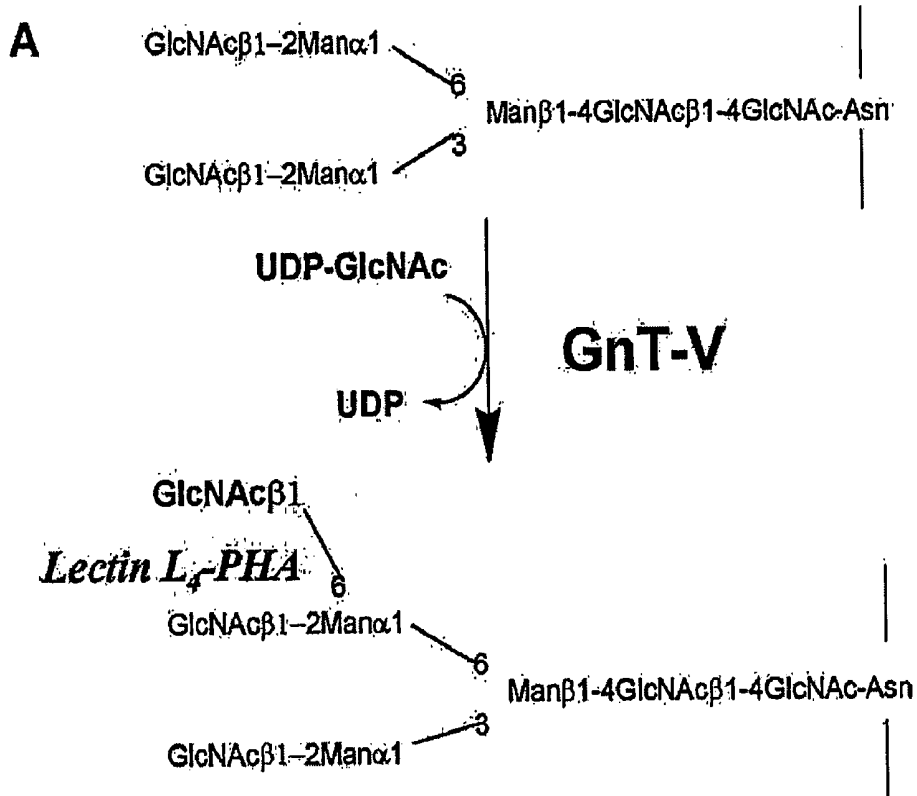 A
GlcNAcβ1–2Manα1
6
Manβ1-4GlcNAcβ1-4GlcNAc-Asn
3
GlcNAcβ1–2Manα1
UDP-GlcNAc
GnT-V
UDP
GlcNAcβ1
Lectin L4-PHA
6
GlcNAcβ1–2Manα1
6
Manβ1-4GlcNAcβ1-4GlcNAc-Asn
3
GlcNAcβ1–2Manα1